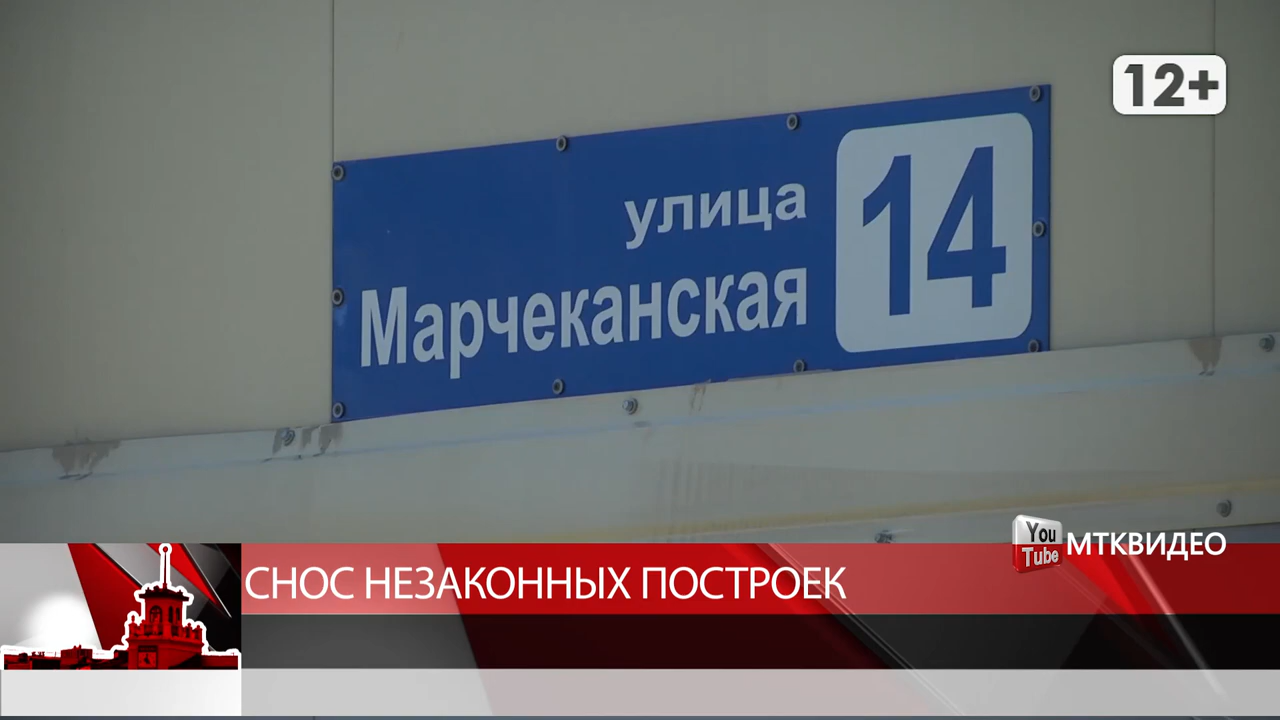 12+
улица
Марчеканская
14
You
Tube
МТКВИДЕО
СНОС НЕЗАКОННЫХ ПОСТРОЕК